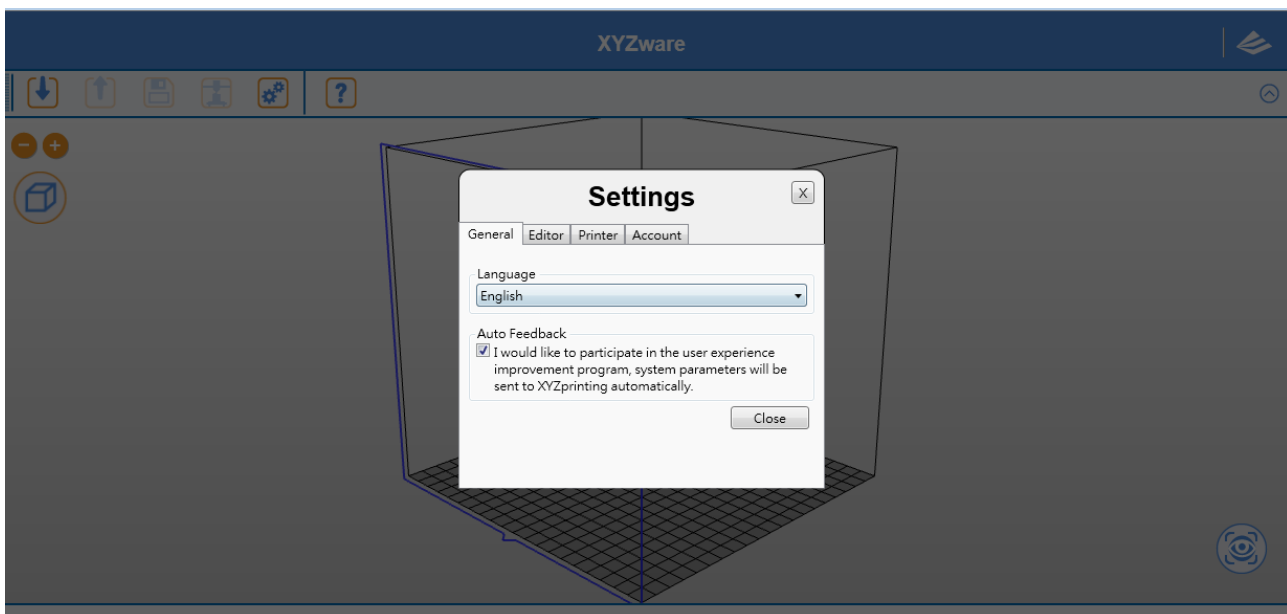 XYZware
?
Settings
X
General Editor Printer Account
Language
English
Auto Feedback
I would like to participate in the user experience
improvement program, system parameters will be
sent to XYZprinting automatically.
Close